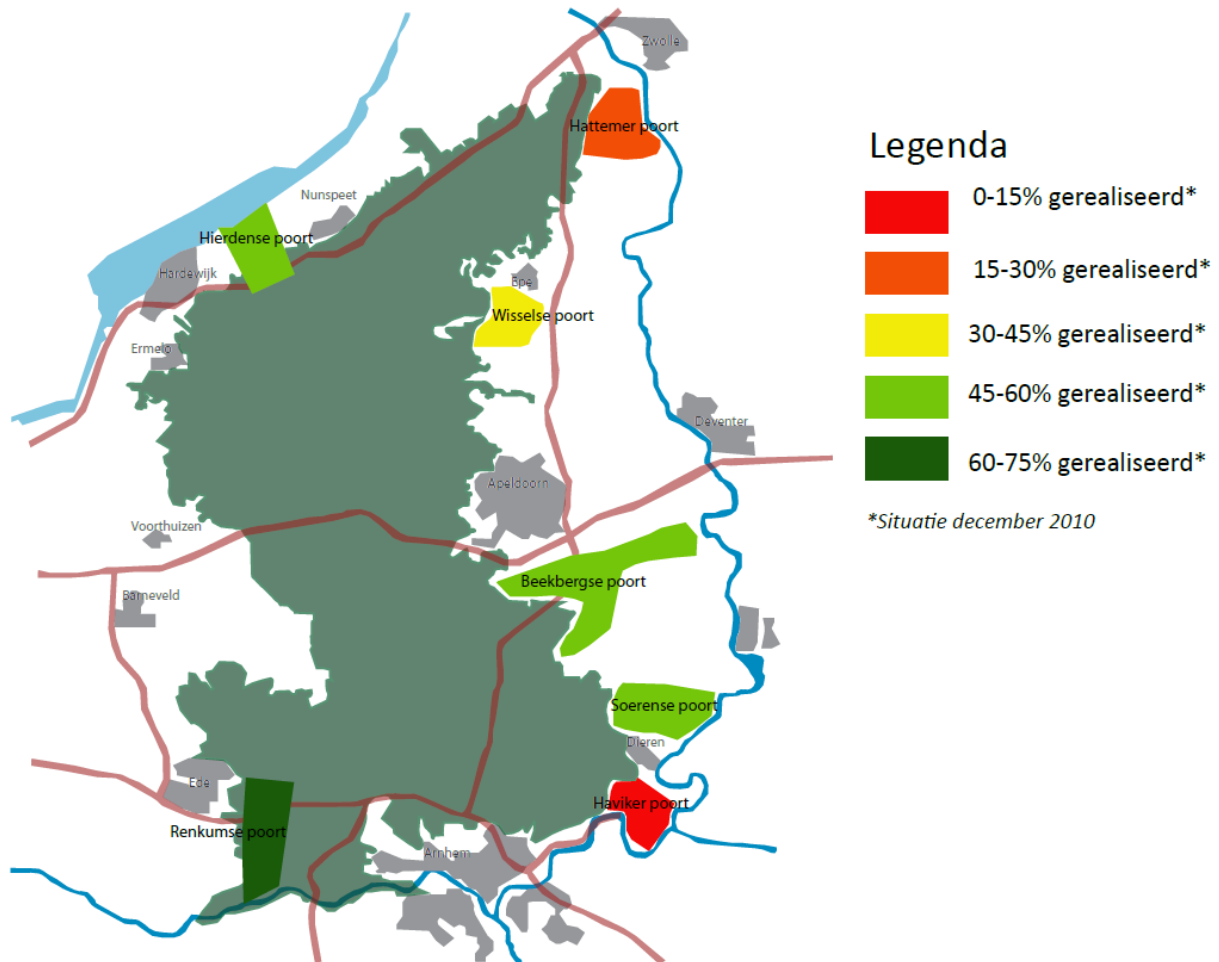 Zwolle
Hattemer poort
Nunspeet
Hierdense poort
Hardewijk
Epe
Wisselse poort
Ermelo
Deventer
Apeldoorn
Voorthuizen
Beekbergse poort
Barneveld
Soerense poort
Dieren
Ede
Haviker poort
Renkumse poort
Arnhem
Legenda
0-15% gerealiseerd*
15-30% gerealiseerd*
30-45% gerealiseerd*
45-60% gerealiseerd*
60-75% gerealiseerd*
*Situatie december 2010